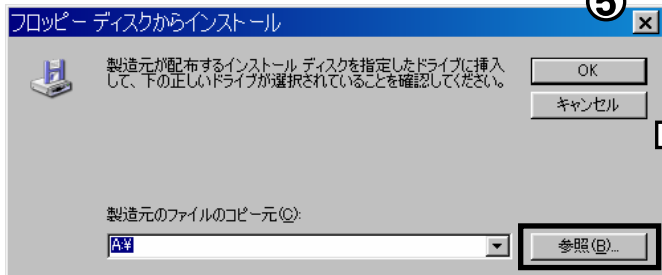 ⑤
フロッピー ディスクからインストール
製造元が配布するインストール ディスクを指定したドライブに挿入
して、下の正しいドライブが選択されていることを確認してください。
OK
キャンセル
製造元のファイルのコピー元(C):
A:¥
参照(B)...